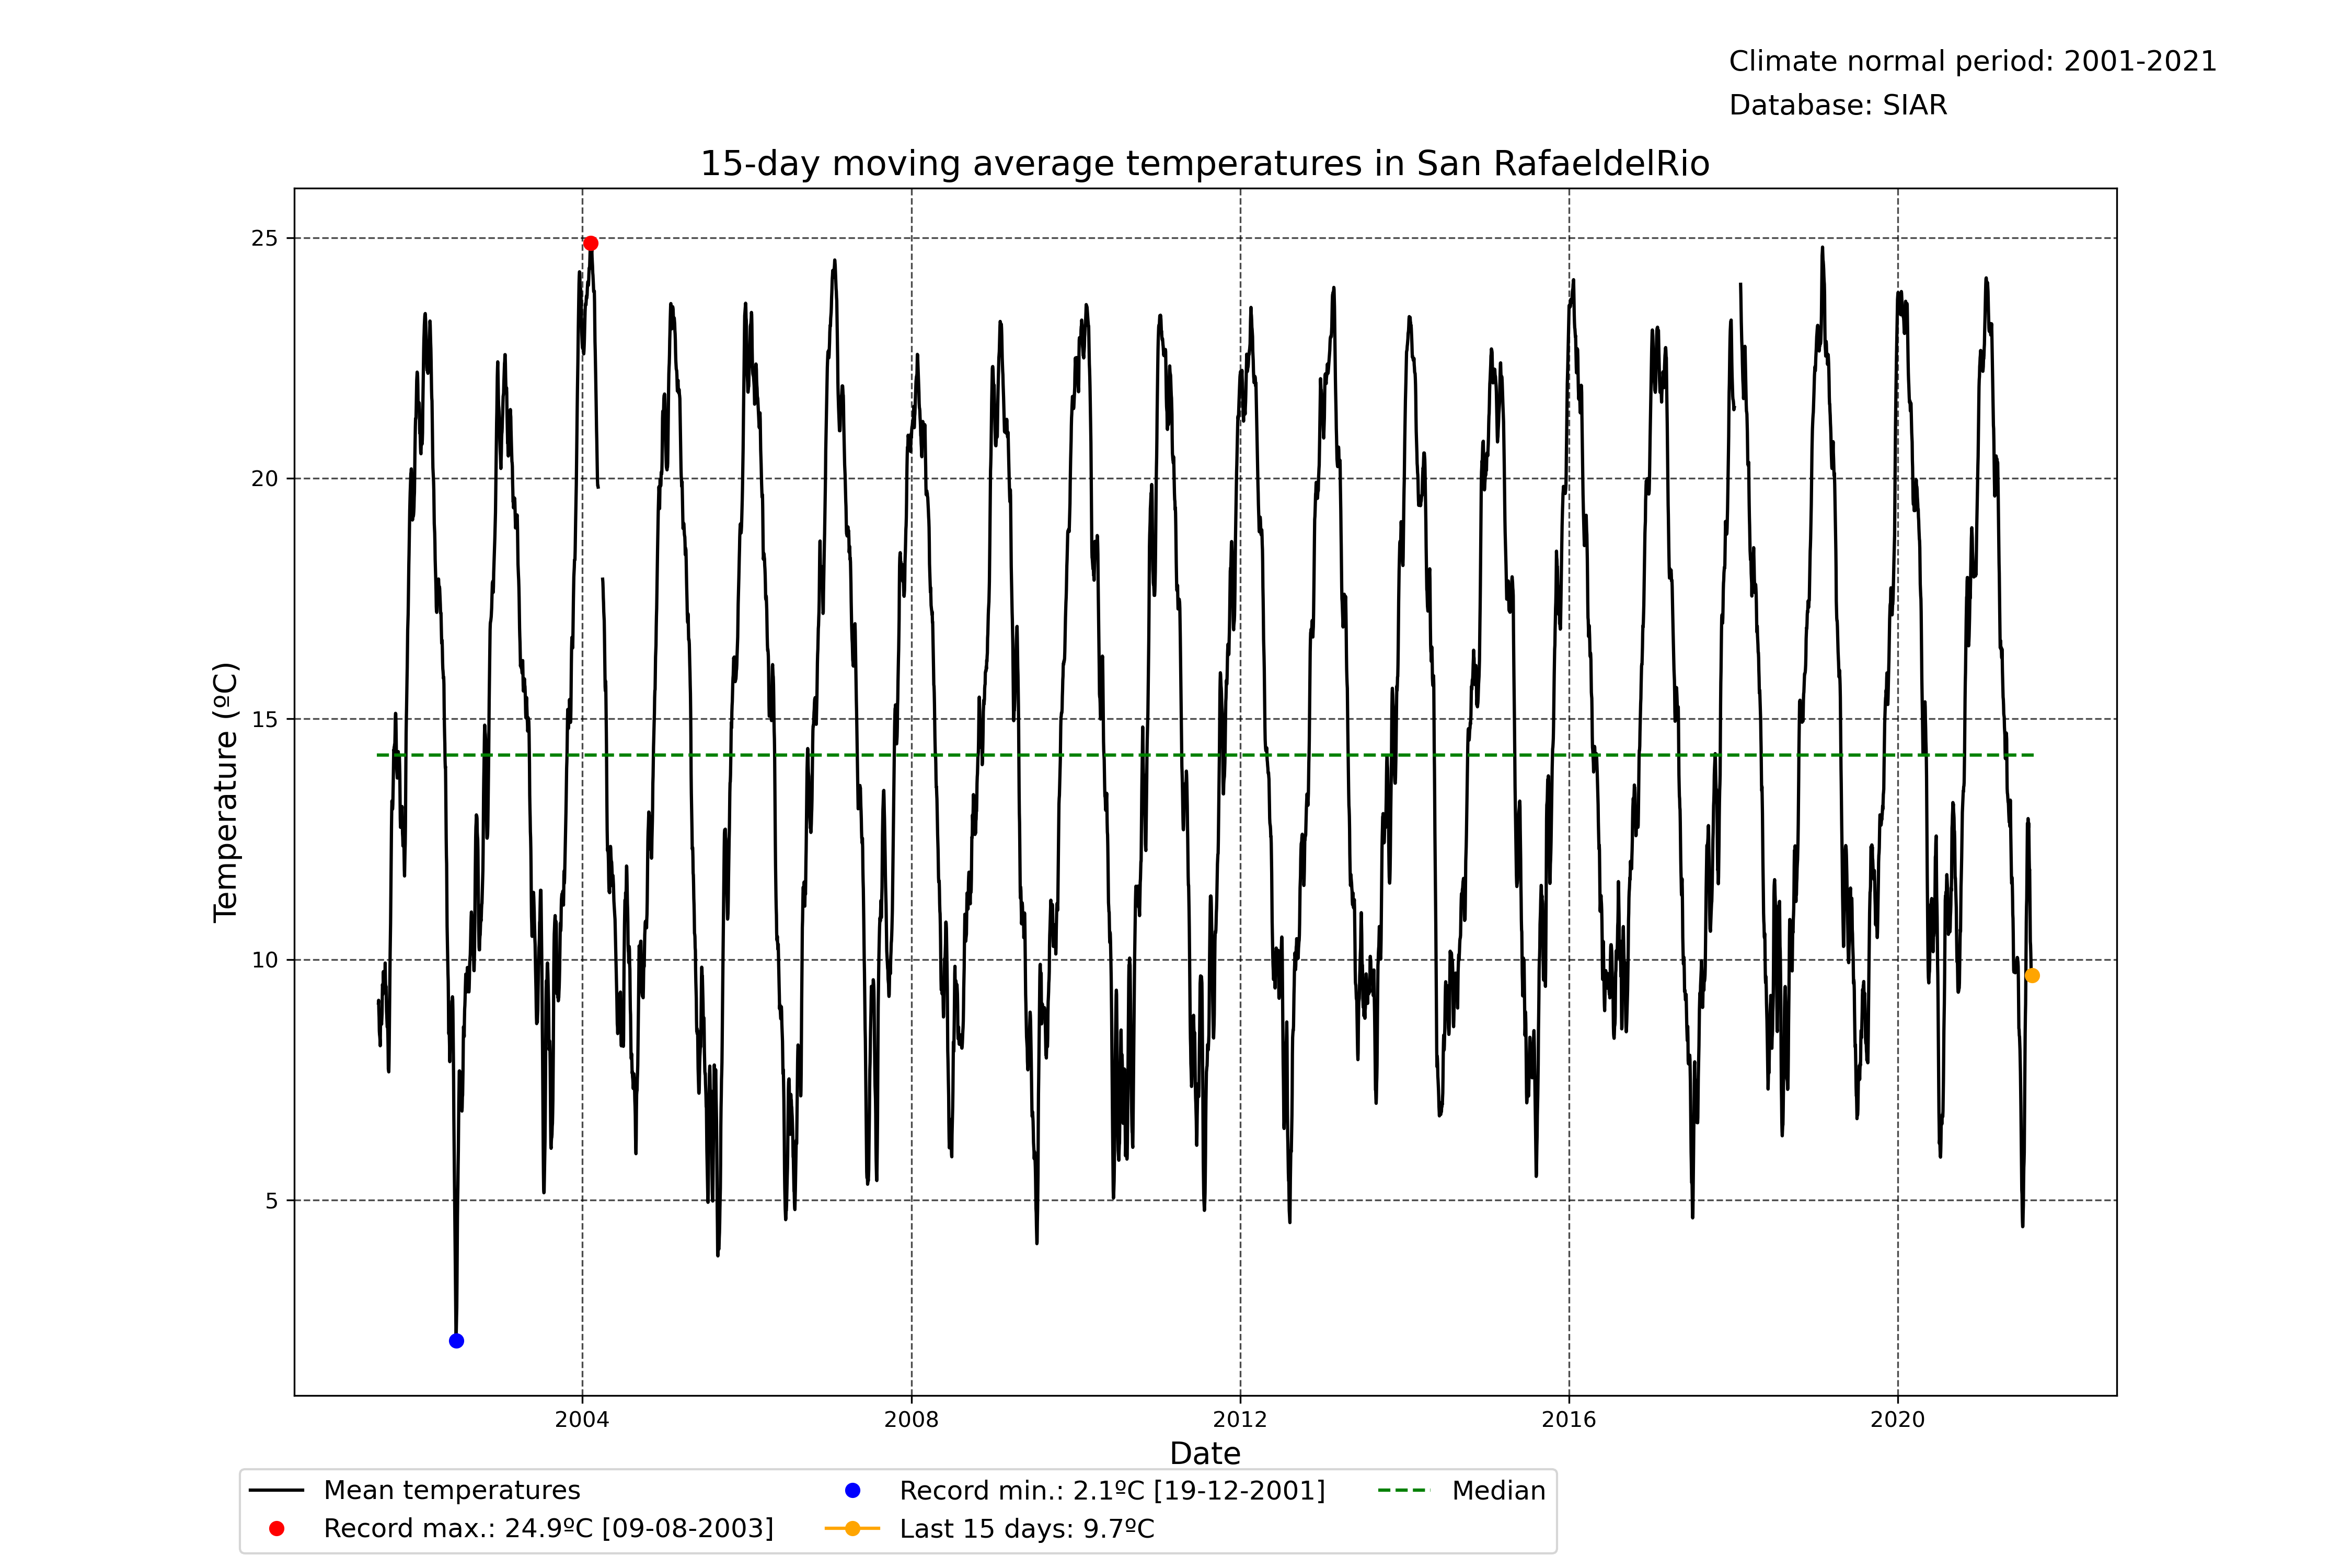 Climate normal period: 2001-2021
Database: SIAR
15-day moving average temperatures in San RafaeldelRio
25
20
15
10
5
Temperature (ºC)
2004 2008 2012 2016 2020
Date
Mean temperatures
Record max.: 24.9ºC [09-08-2003]
Record min.: 2.1ºC [19-12-2001]
Last 15 days: 9.7ºC
Median